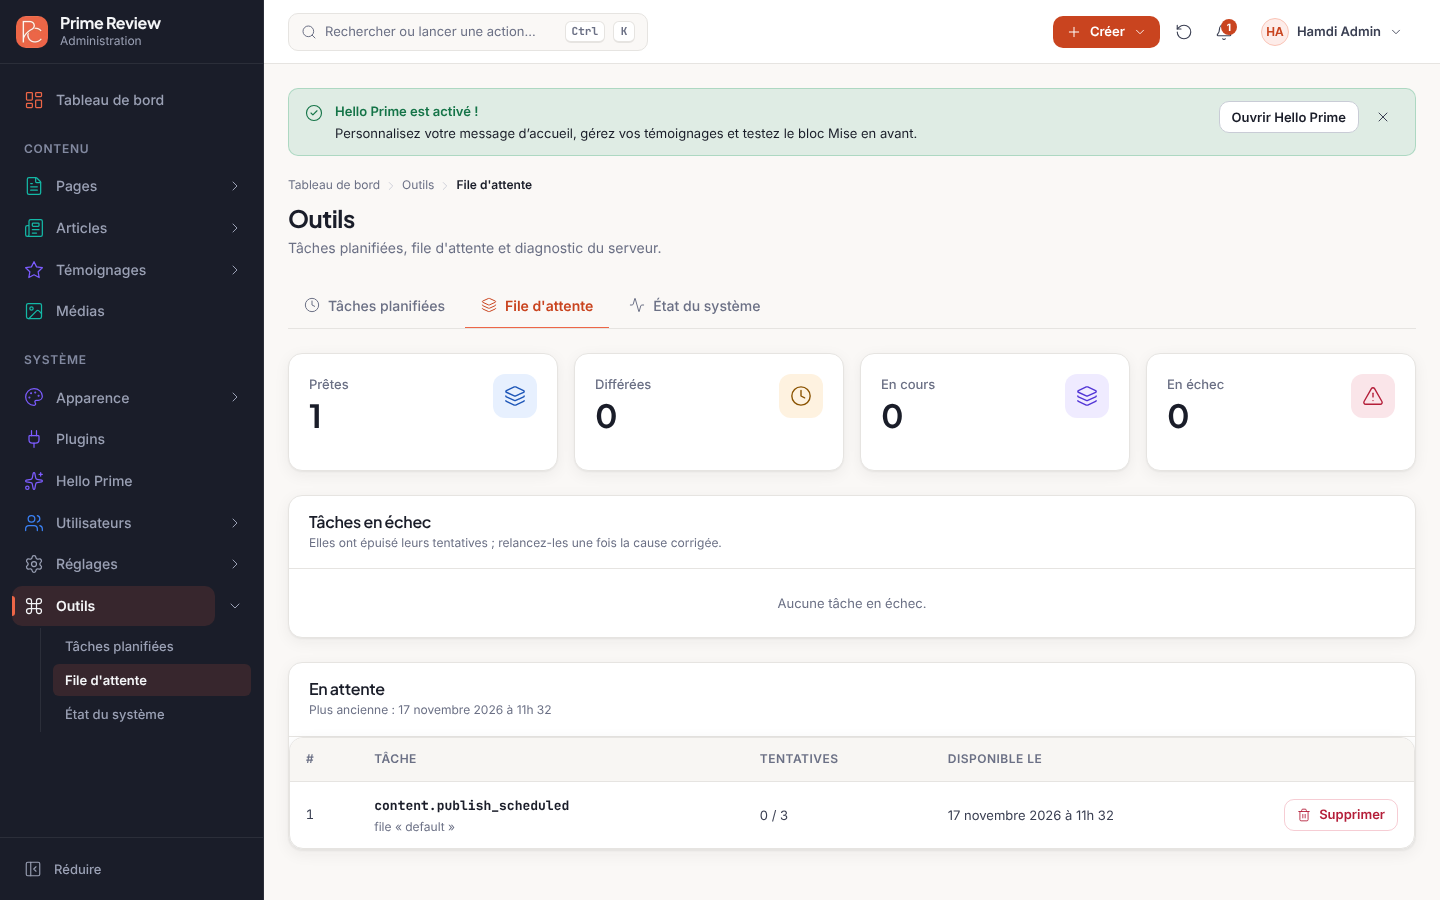 Prime Review
Administration
Rechercher ou lancer une action...
Ctrl
K
Créer
1
HA
Hamdi Admin
Tableau de bord
CONTENU
Pages
Articles
Témoignages
Médias
SYSTÈME
Apparence
Plugins
Hello Prime
Utilisateurs
Réglages
Outils
Tâches planifiées
File d'attente
État du système
Réduire
Hello Prime est activé !
Personnalisez votre message d’accueil, gérez vos témoignages et testez le bloc Mise en avant.
Ouvrir Hello Prime
Tableau de bord
Outils
File d'attente
Outils
Tâches planifiées, file d'attente et diagnostic du serveur.
Tâches planifiées
File d'attente
État du système
Prêtes
1
Différées
0
En cours
0
En échec
0
Tâches en échec
Elles ont épuisé leurs tentatives ; relancez-les une fois la cause corrigée.
Aucune tâche en échec.
En attente
Plus ancienne : 17 novembre 2026 à 11h 32
# TÂCHE TENTATIVES DISPONIBLE LE
1 content.publish_scheduled 0 / 3 17 novembre 2026 à 11h 32 Supprimer
file « default »